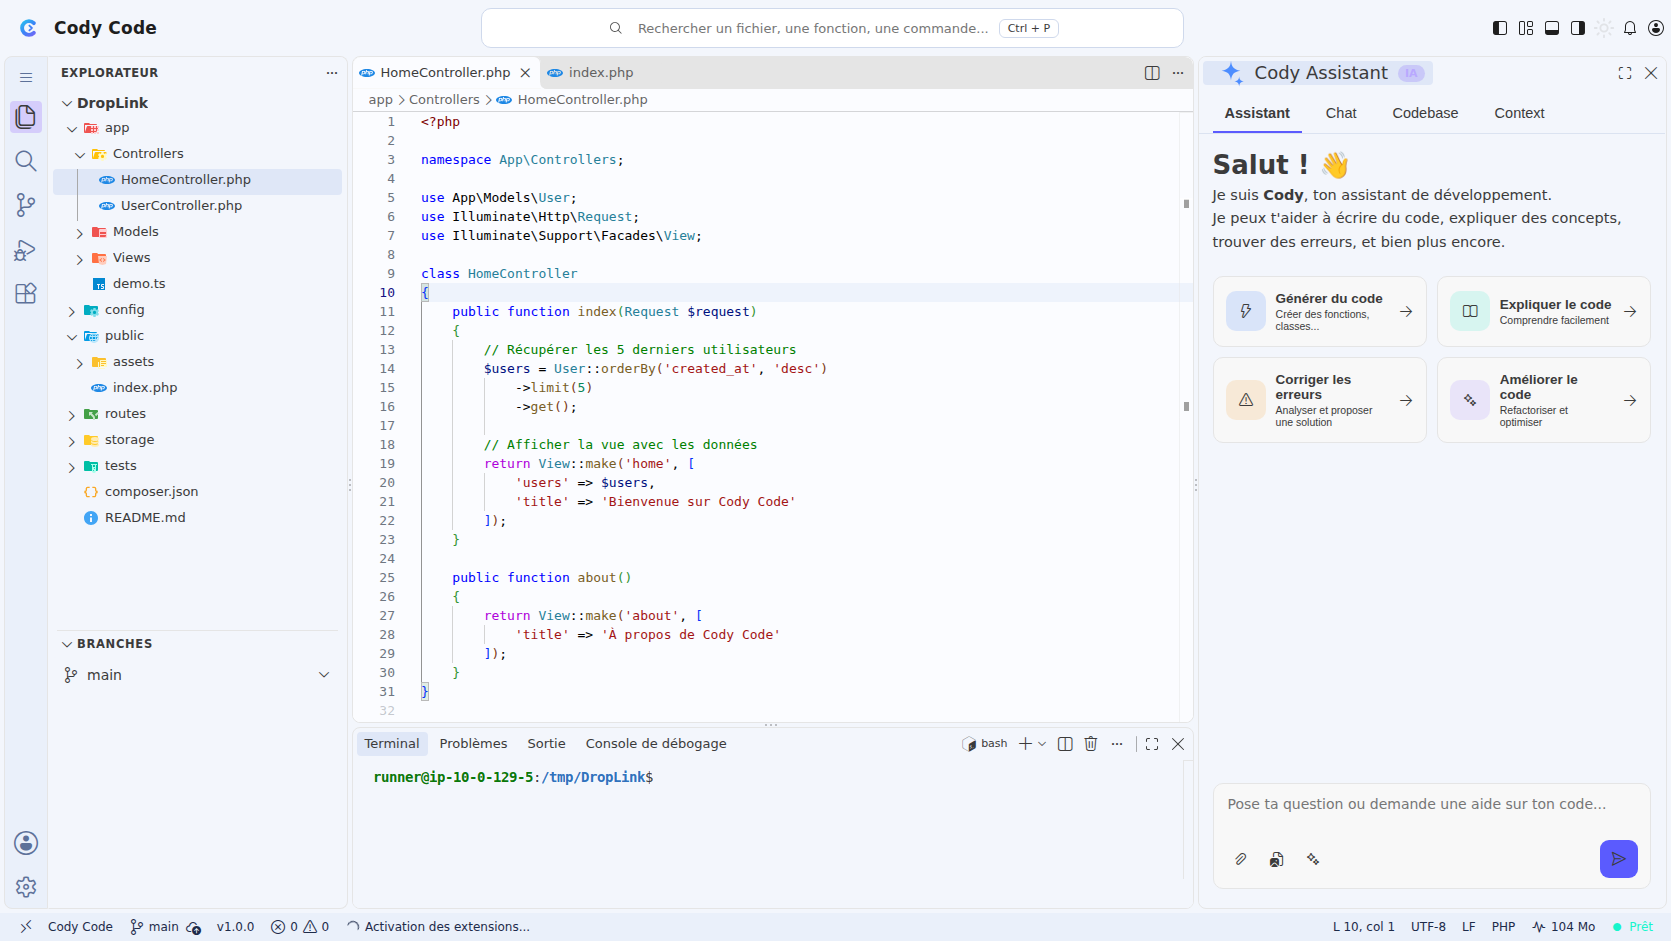 Cody Code
Rechercher un fichier, une fonction, une commande... Ctrl + P
EXPLORATEUR
DropLink
app
Controllers
HomeController.php
UserController.php
Models
Views
demo.ts
config
public
assets
index.php
routes
storage
tests
composer.json
README.md
BRANCHES
main
HomeController.php index.php
app Controllers HomeController.php
1 <?php
2
3 namespace App\Controllers;
4
5 use App\Models\User;
6 use Illuminate\Http\Request;
7 use Illuminate\Support\Facades\View;
8
9 class HomeController
10 {
11     public function index(Request $request)
12     {
13         // Récupérer les 5 derniers utilisateurs
14         $users = User::orderBy('created_at', 'desc')
15             ->limit(5)
16             ->get();
17
18         // Afficher la vue avec les données
19         return View::make('home', [
20             'users' => $users,
21             'title' => 'Bienvenue sur Cody Code'
22         ]);
23     }
24
25     public function about()
26     {
27         return View::make('about', [
28             'title' => 'À propos de Cody Code'
29         ]);
30     }
31 }
32
Terminal Problèmes Sortie Console de débogage bash
runner@ip-10-0-129-5:/tmp/DropLink$
Cody Assistant IA
Assistant Chat Codebase Context
Salut ! 👋
Je suis Cody, ton assistant de développement.
Je peux t'aider à écrire du code, expliquer des concepts,
trouver des erreurs, et bien plus encore.
Générer du code
Créer des fonctions,
classes...
Expliquer le code
Comprendre facilement
Corriger les
erreurs
Analyser et proposer
une solution
Améliorer le
code
Refactoriser et
optimiser
Pose ta question ou demande une aide sur ton code...
Cody Code main v1.0.0 0 0 Activation des extensions... L 10, col 1 UTF-8 LF PHP 104 Mo Prêt